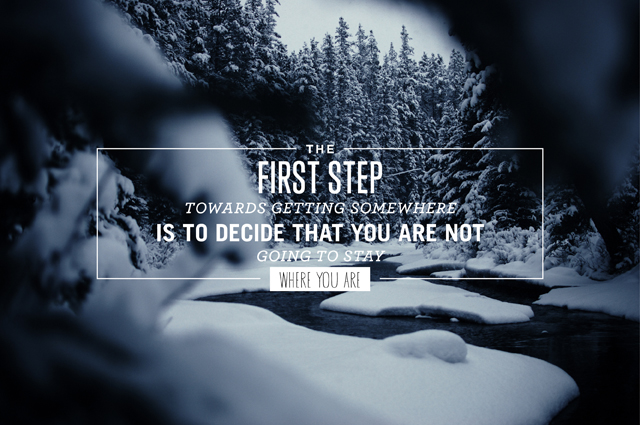 THE
FIRST STEP
TOWARDS GETTING SOMEWHERE
IS TO DECIDE THAT YOU ARE NOT
GOING TO STAY
WHERE YOU ARE